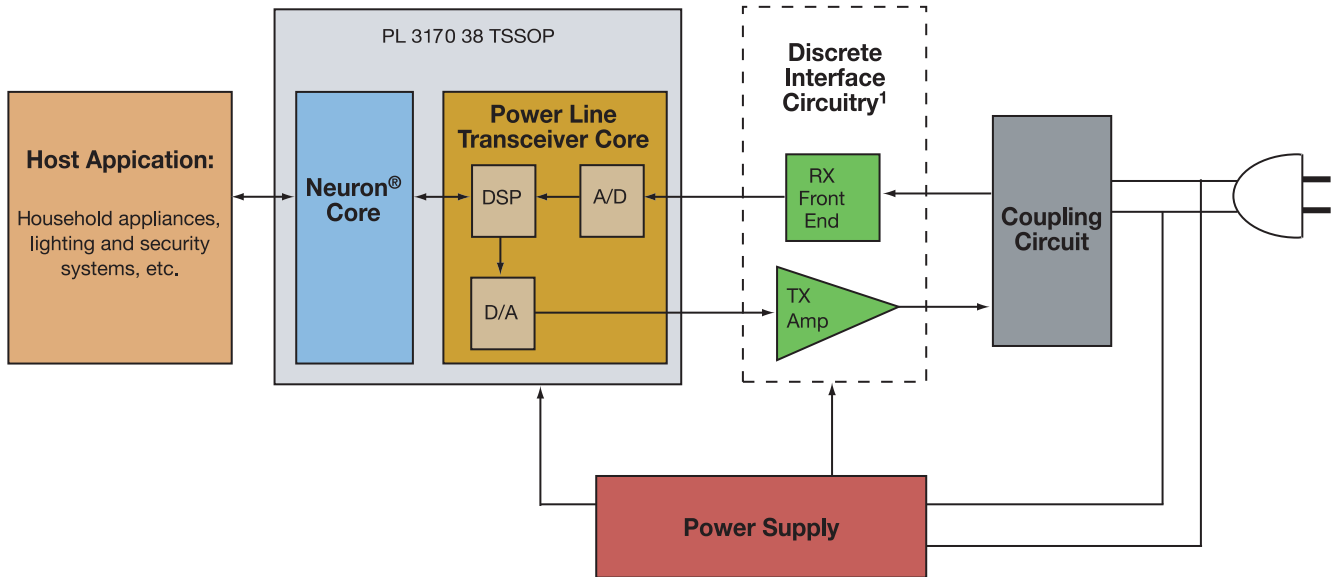 PL 3170 38 TSSOP
Host Appication:
Household appliances,
lighting and security
systems, etc.
Neuron®
Core
Power Line
Transceiver Core
DSP
A/D
D/A
Discrete
Interface
Circuitry¹
RX
Front
End
TX
Amp
Coupling
Circuit
Power Supply